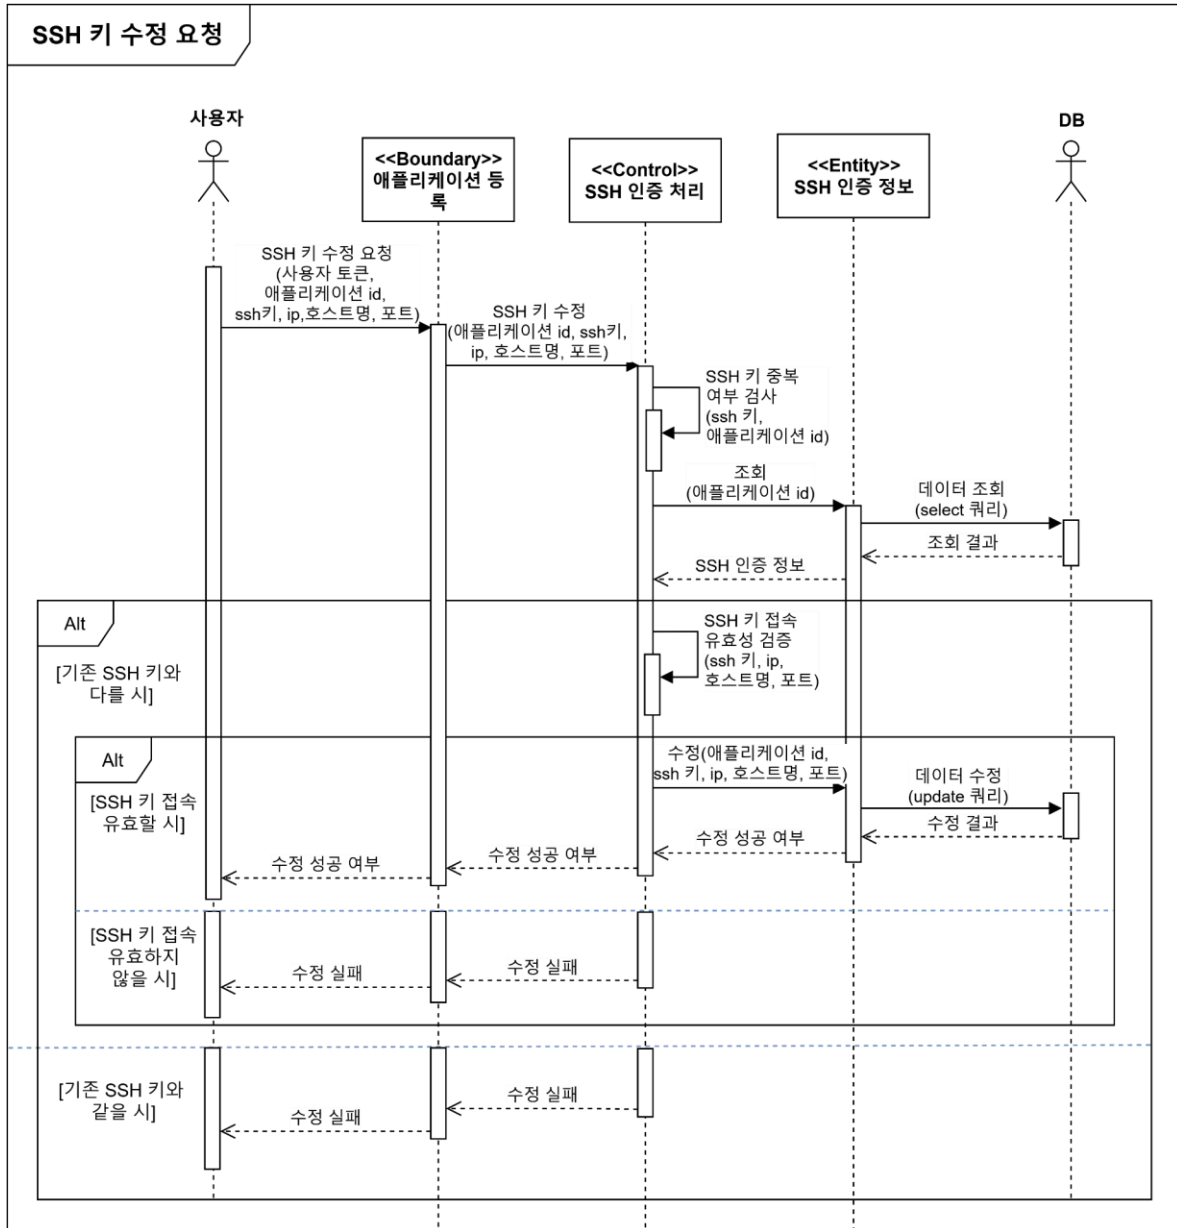 SSH 키 수정 요청
사용자
DB
<<Boundary>>
애플리케이션 등
록
<<Control>>
SSH 인증 처리
<<Entity>>
SSH 인증 정보
SSH 키 수정 요청
(사용자 토큰,
애플리케이션 id,
ssh키, ip,호스트명, 포트)
SSH 키 수정
(애플리케이션 id, ssh키,
ip, 호스트명, 포트)
SSH 키 중복
여부 검사
(ssh 키,
애플리케이션 id)
조회
(애플리케이션 id)
데이터 조회
(select 쿼리)
조회 결과
SSH 인증 정보
Alt
[기존 SSH 키와
다를 시]
SSH 키 접속
유효성 검증
(ssh 키, ip,
호스트명, 포트)
Alt
[SSH 키 접속
유효할 시]
수정(애플리케이션 id,
ssh 키, ip, 호스트명, 포트)
데이터 수정
(update 쿼리)
수정 결과
수정 성공 여부
수정 성공 여부
수정 성공 여부
[SSH 키 접속
유효하지
않을 시]
수정 실패
수정 실패
[기존 SSH 키와
같을 시]
수정 실패
수정 실패